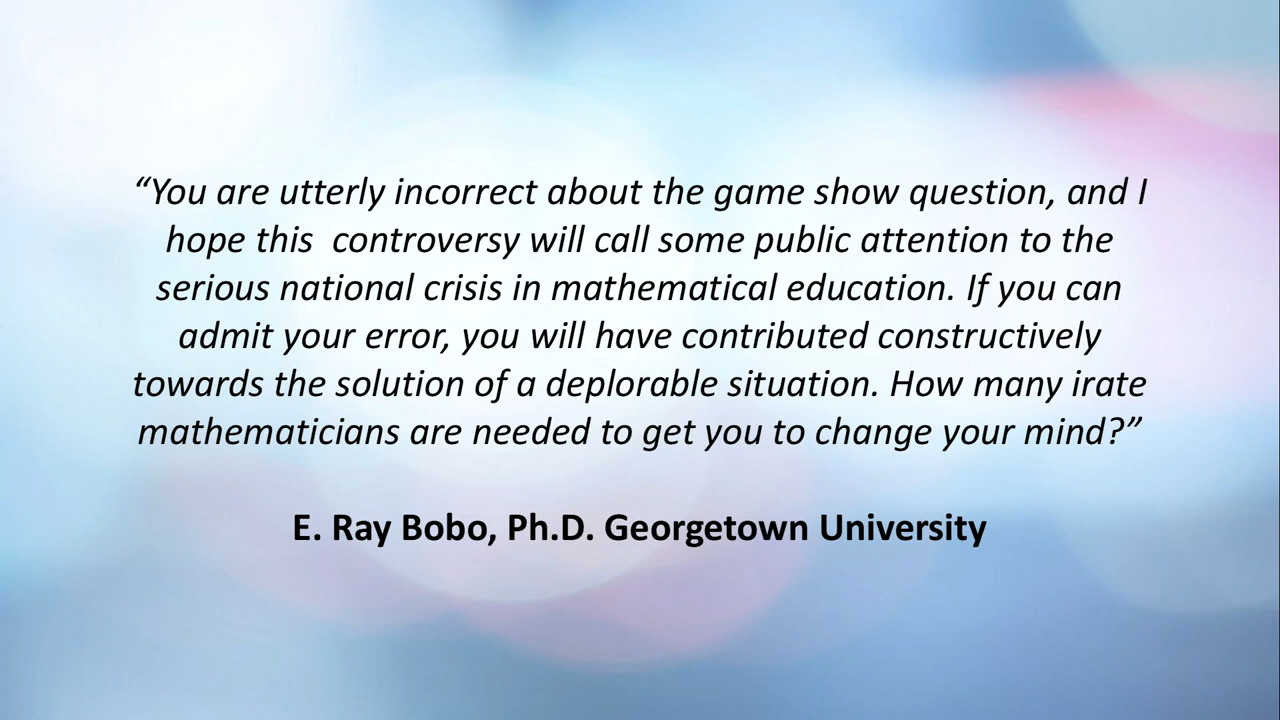 “You are utterly incorrect about the game show question, and I
hope this  controversy will call some public attention to the
serious national crisis in mathematical education. If you can
admit your error, you will have contributed constructively
towards the solution of a deplorable situation. How many irate
mathematicians are needed to get you to change your mind?”
E. Ray Bobo, Ph.D. Georgetown University